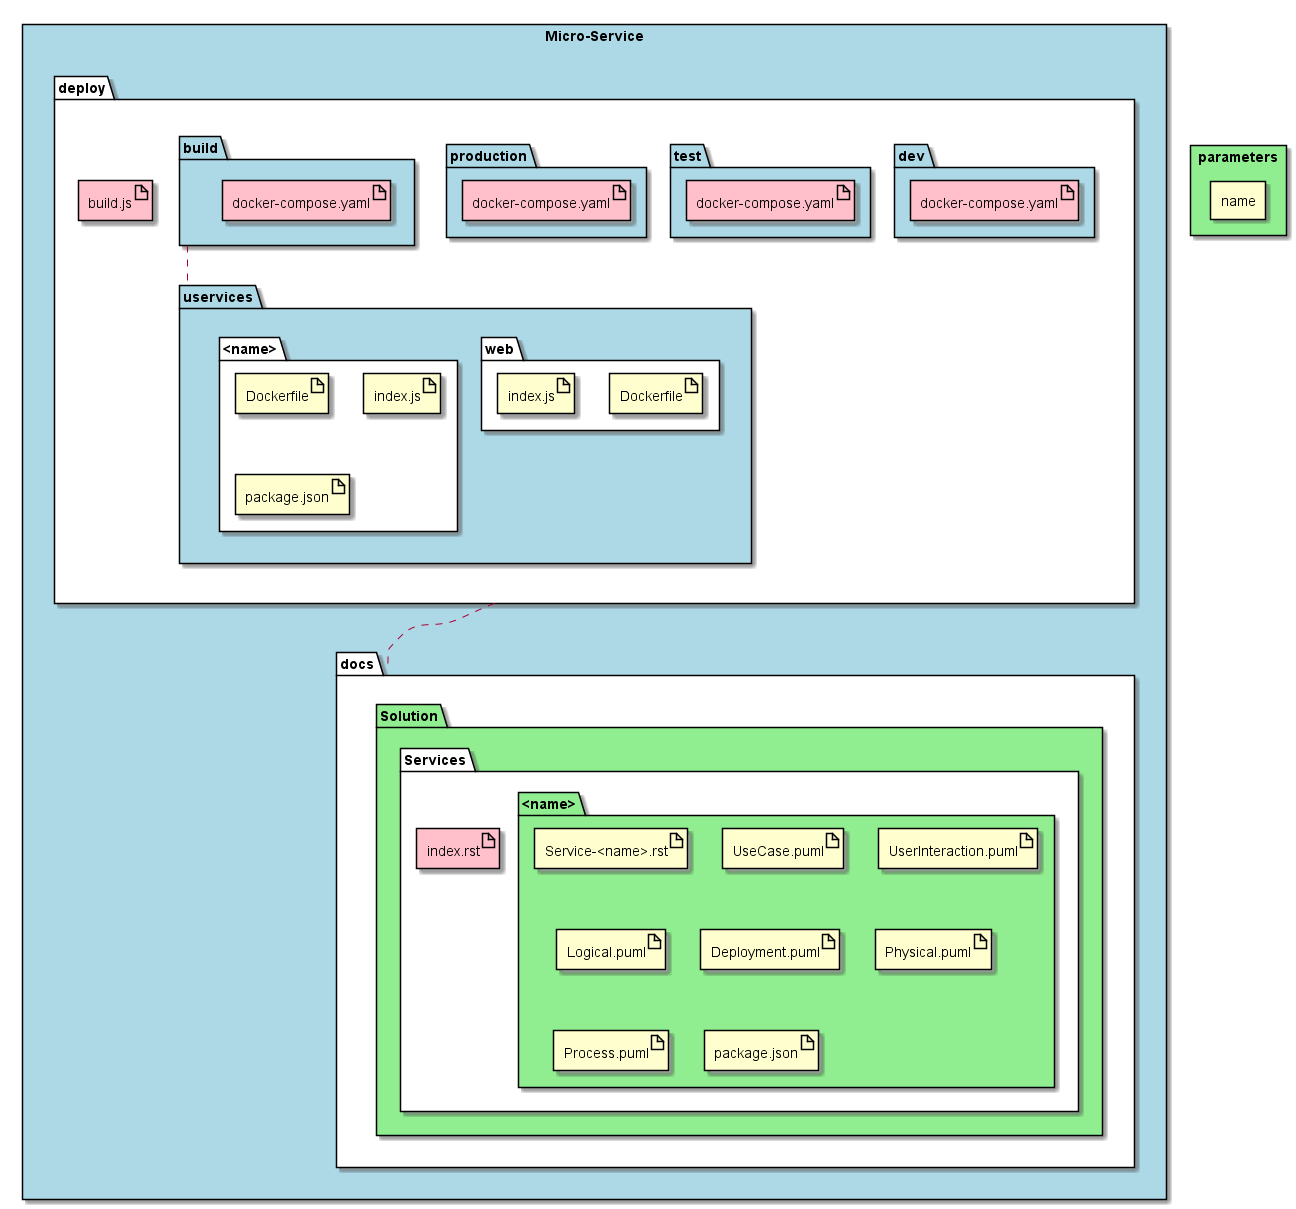 Micro-Service
deploy
build
production
test
dev
parameters
build.js
docker-compose.yaml
docker-compose.yaml
docker-compose.yaml
docker-compose.yaml
name
uservices
<name>
web
Dockerfile
index.js
index.js
Dockerfile
package.json
docs
Solution
Services
<name>
index.rst
Service-<name>.rst
UseCase.puml
UserInteraction.puml
Logical.puml
Deployment.puml
Physical.puml
Process.puml
package.json